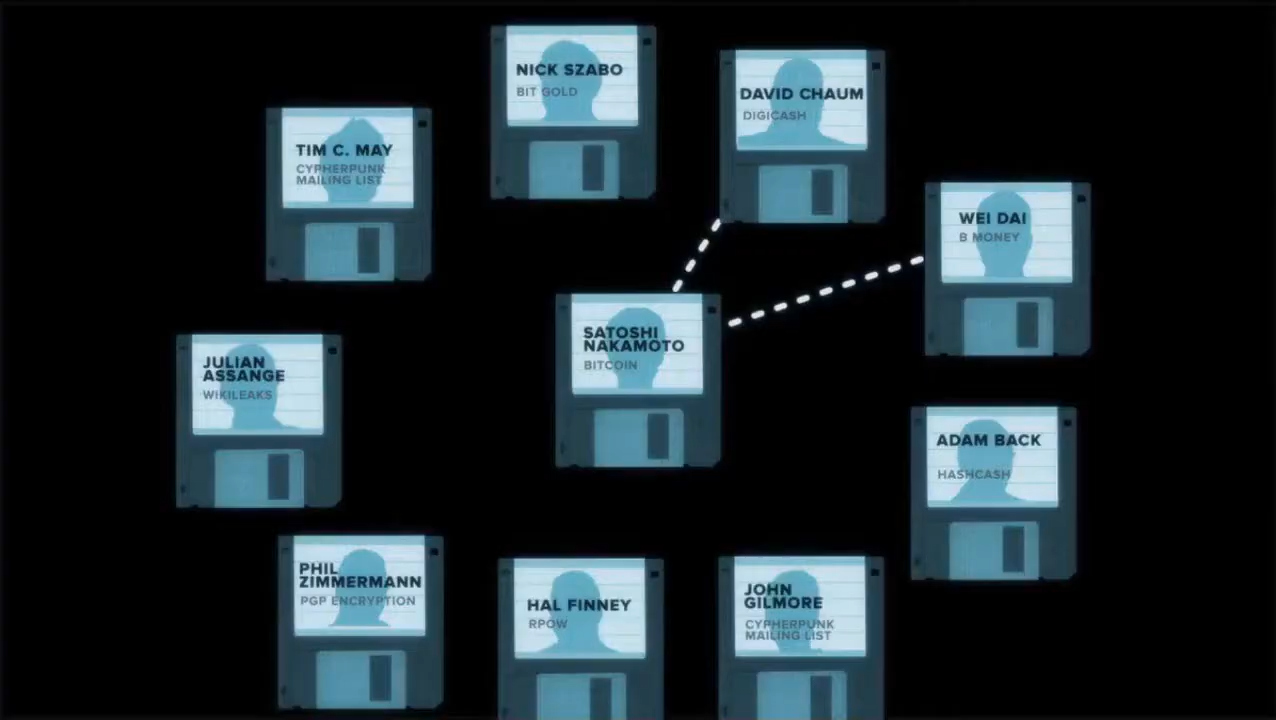 NICK SZABO
BIT GOLD
DAVID CHAUM
DIGICASH
TIM C. MAY
CYPHERPUNK
MAILING LIST
WEI DAI
B MONEY
SATOSHI
NAKAMOTO
BITCOIN
JULIAN
ASSANGE
WIKILEAKS
ADAM BACK
HASHCASH
PHIL
ZIMMERMANN
PGP ENCRYPTION
HAL FINNEY
RPOW
JOHN
GILMORE
CYPHERPUNK
MAILING LIST